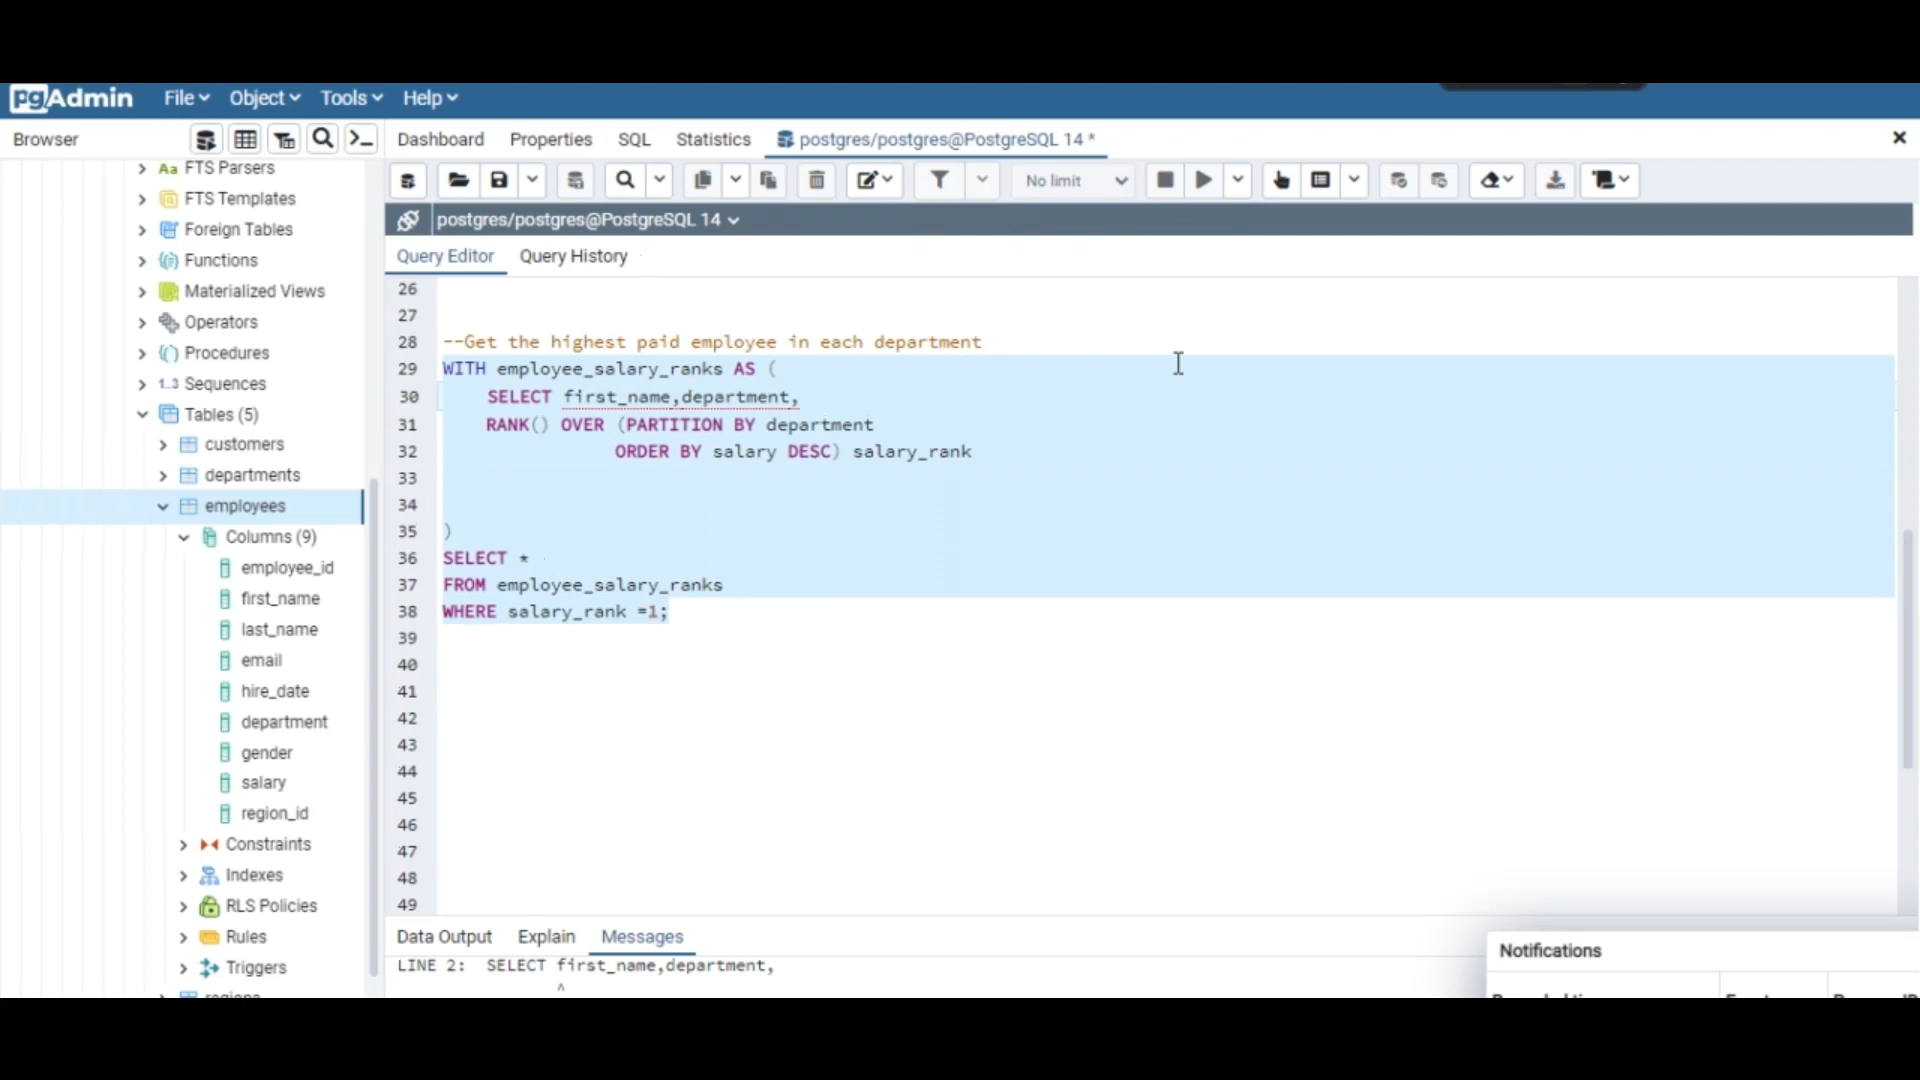 pgAdmin File Object Tools Help
Browser
Dashboard Properties SQL Statistics postgres/postgres@PostgreSQL 14 *
FTS Parsers
FTS Templates
Foreign Tables
Functions
Materialized Views
Operators
Procedures
1..3 Sequences
Tables (5)
customers
departments
employees
Columns (9)
employee_id
first_name
last_name
email
hire_date
department
gender
salary
region_id
Constraints
Indexes
RLS Policies
Rules
Triggers
regions
No limit
postgres/postgres@PostgreSQL 14
Query Editor Query History
26
27
28 --Get the highest paid employee in each department
29 WITH employee_salary_ranks AS (
30 SELECT first_name,department,
31 RANK() OVER (PARTITION BY department
32 ORDER BY salary DESC) salary_rank
33
34
35 )
36 SELECT *
37 FROM employee_salary_ranks
38 WHERE salary_rank =1;
39
40
41
42
43
44
45
46
47
48
49
Data Output Explain Messages
LINE 2: SELECT first_name,department,
^
Notifications